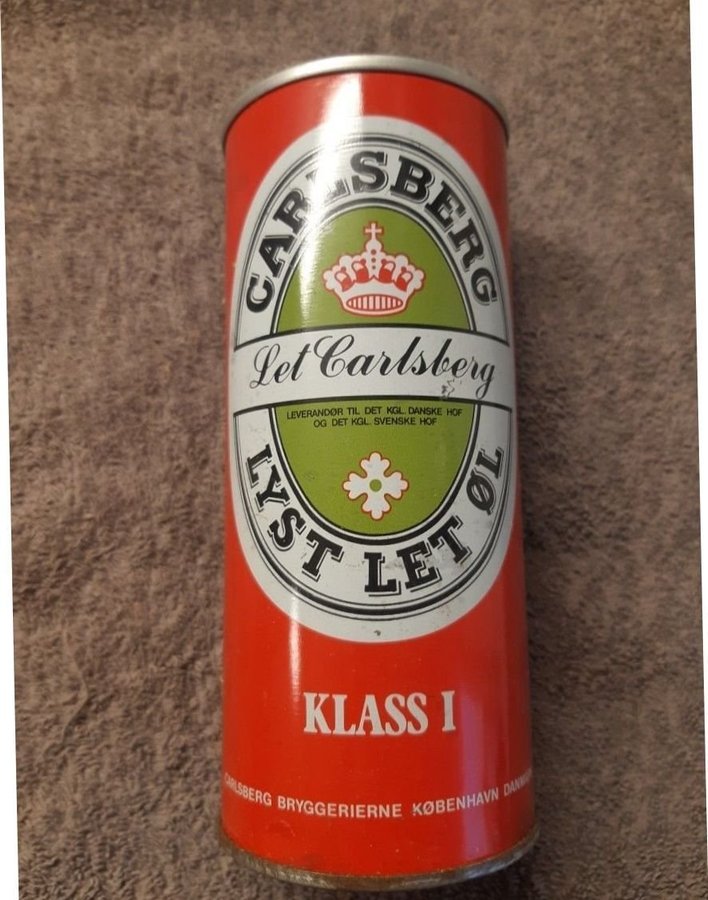 CARLSBERG
Let Carlsberg
LEVERANDØR TIL DET KGL. DANSKE HOF
OG DET KGL. SVENSKE HOF
LYST LET ØL
KLASS I
CARLSBERG BRYGGERIERNE KØBENHAVN DANMARK